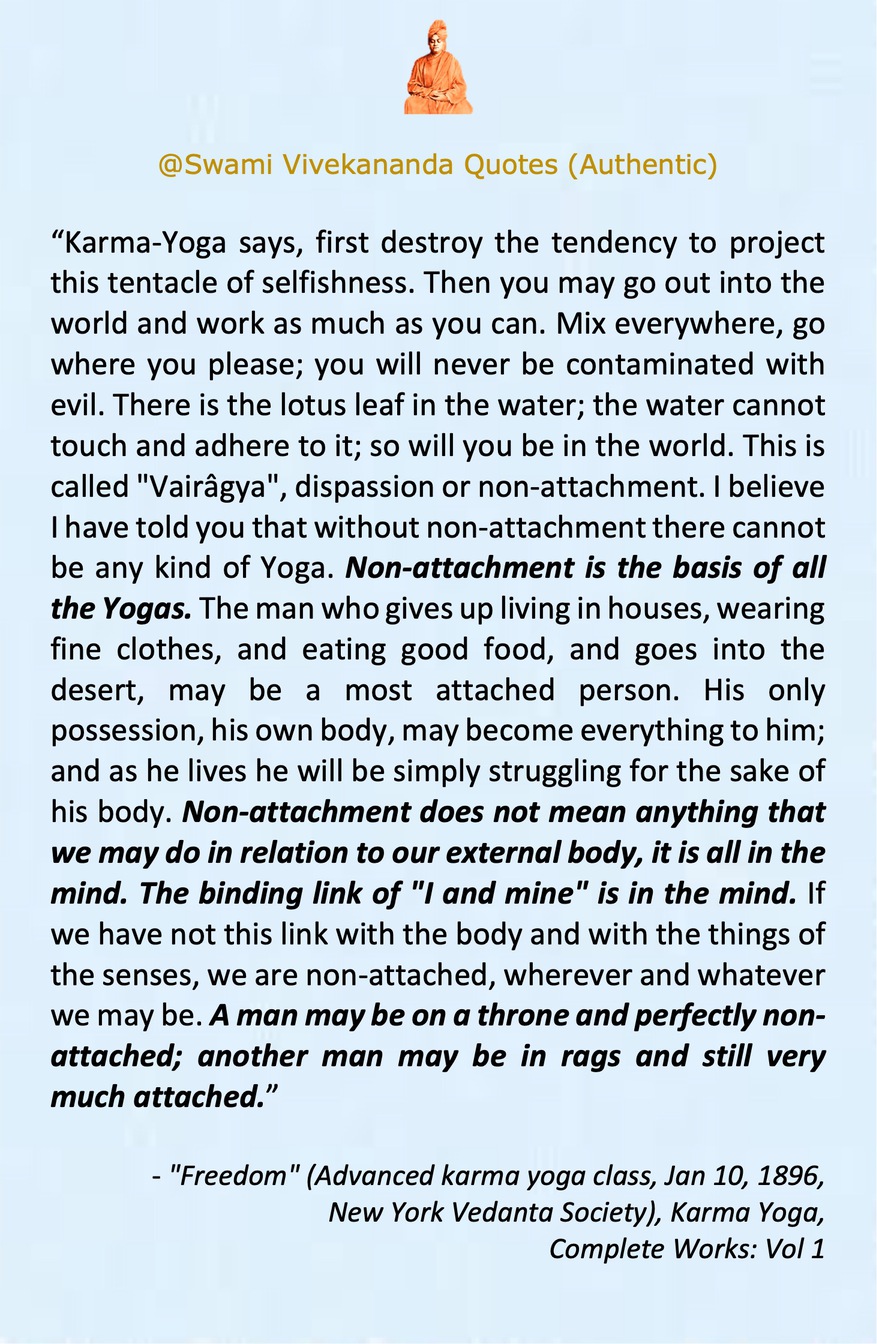 @Swami Vivekananda Quotes (Authentic)
“Karma-Yoga says, first destroy the tendency to project
this tentacle of selfishness. Then you may go out into the
world and work as much as you can. Mix everywhere, go
where you please; you will never be contaminated with
evil. There is the lotus leaf in the water; the water cannot
touch and adhere to it; so will you be in the world. This is
called "Vairâgya", dispassion or non-attachment. I believe
I have told you that without non-attachment there cannot
be any kind of Yoga. Non-attachment is the basis of all
the Yogas. The man who gives up living in houses, wearing
fine clothes, and eating good food, and goes into the
desert, may be a most attached person. His only
possession, his own body, may become everything to him;
and as he lives he will be simply struggling for the sake of
his body. Non-attachment does not mean anything that
we may do in relation to our external body, it is all in the
mind. The binding link of "I and mine" is in the mind. If
we have not this link with the body and with the things of
the senses, we are non-attached, wherever and whatever
we may be. A man may be on a throne and perfectly non-
attached; another man may be in rags and still very
much attached.”
- "Freedom" (Advanced karma yoga class, Jan 10, 1896,
New York Vedanta Society), Karma Yoga,
Complete Works: Vol 1